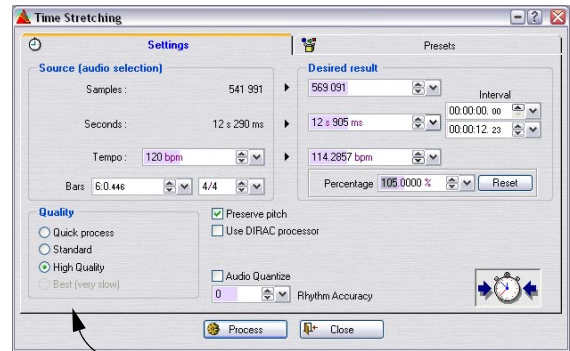 Time Stretching
Settings
Presets
Source (audio selection)
Desired result
Samples : 541 991 569 091
Interval
00:00:00. 00
Seconds : 12 s 290 ms 12 s 905 ms
00:00:12. 23
Tempo : 120 bpm 114.2857 bpm
Bars 6:0.446 4/4 Percentage 105.0000 % Reset
Quality
Preserve pitch
Quick process
Use DIRAC processor
Standard
High Quality
Audio Quantize
Best (very slow)
0 Rhythm Accuracy
Process Close